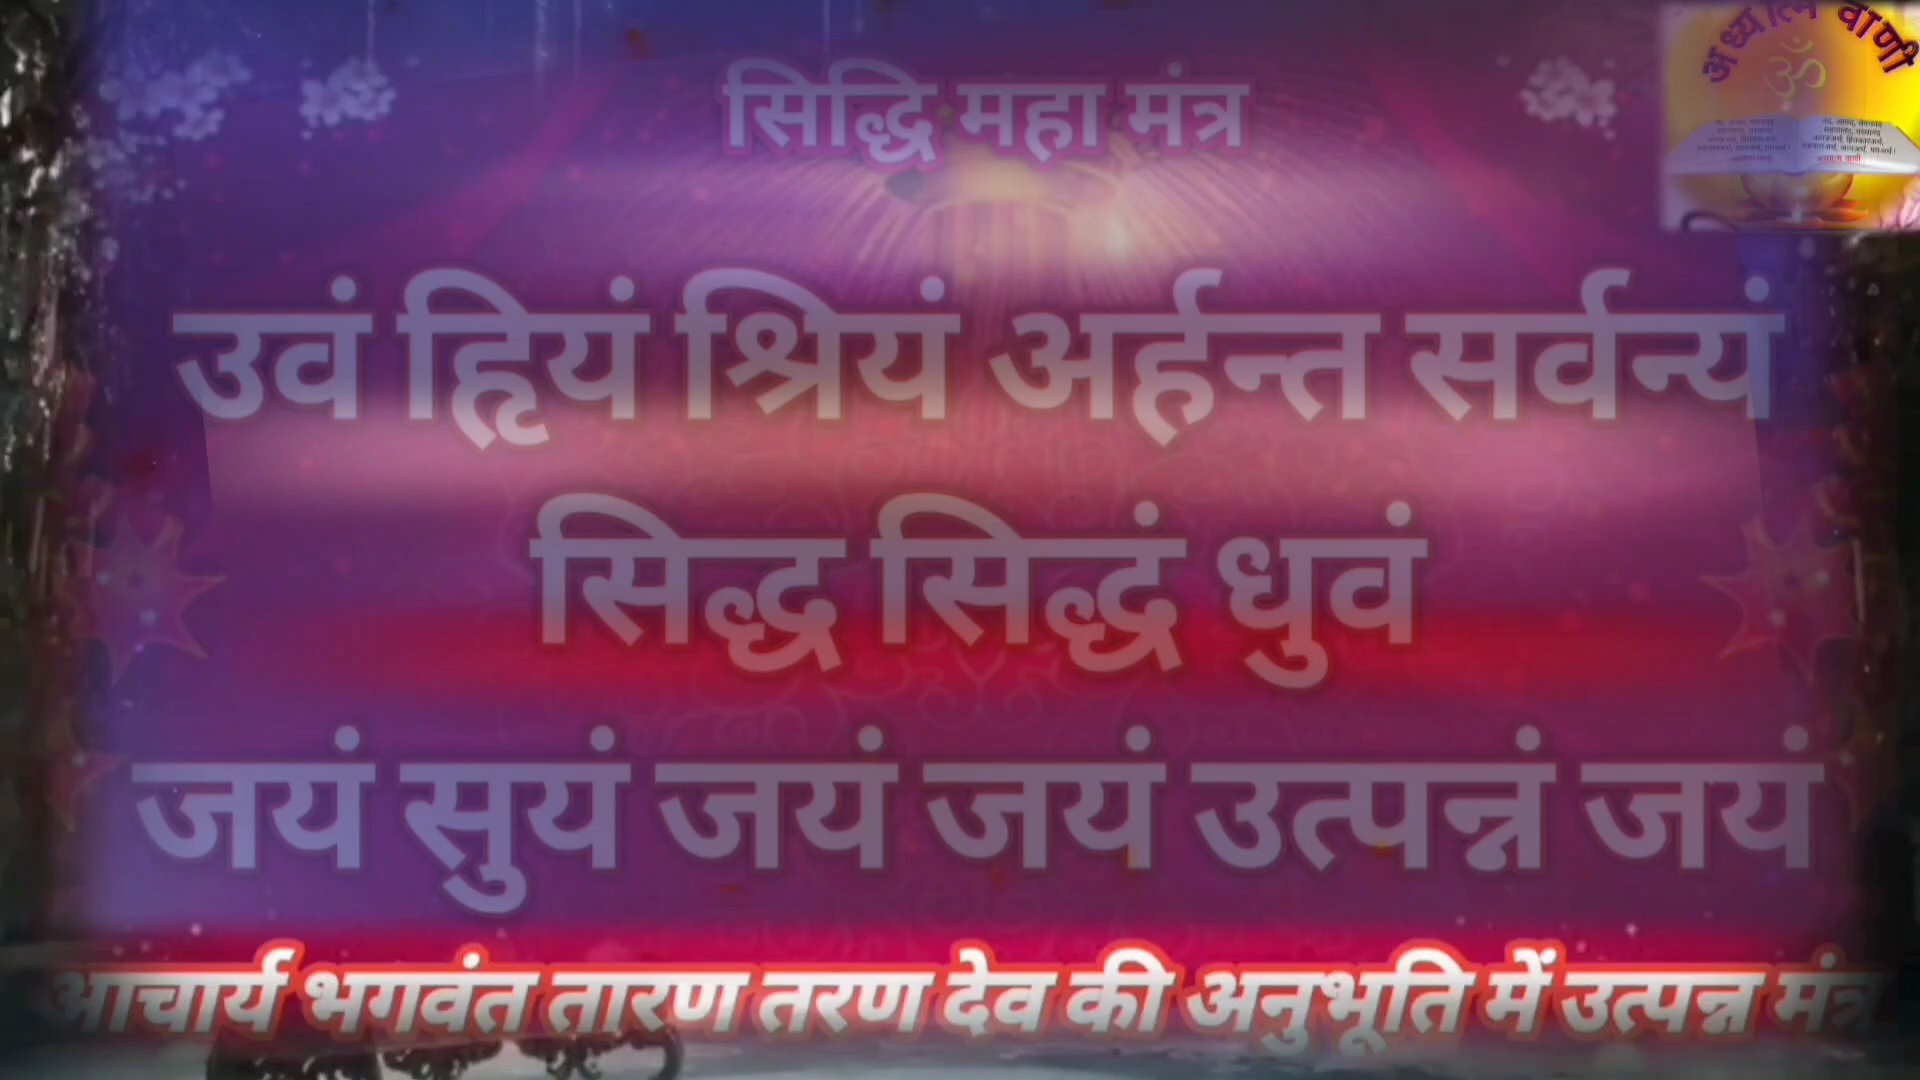 अध्यात्म वाणी
सिद्धि महा मंत्र
उवं ह्रियं श्रियं अर्हन्त सर्वन्यं
सिद्ध सिद्धं धुवं
जयं सुयं जयं जयं उत्पन्नं जयं
आचार्य भगवंत तारण तरण देव की अनुभूति में उत्पन्न मंत्र